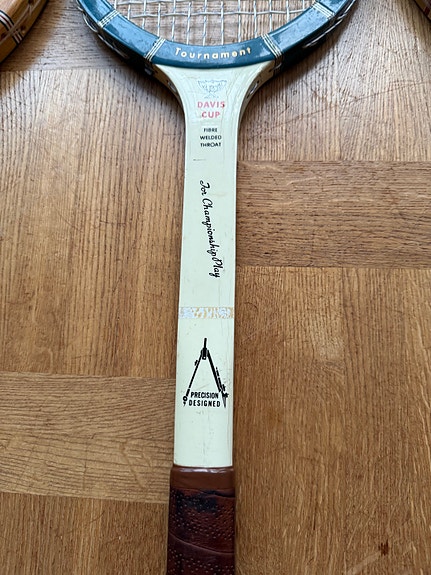 Tournament
DAVIS
CUP
FIBRE
WELDED
THROAT
For Championship Play
PRECISION
DESIGNED